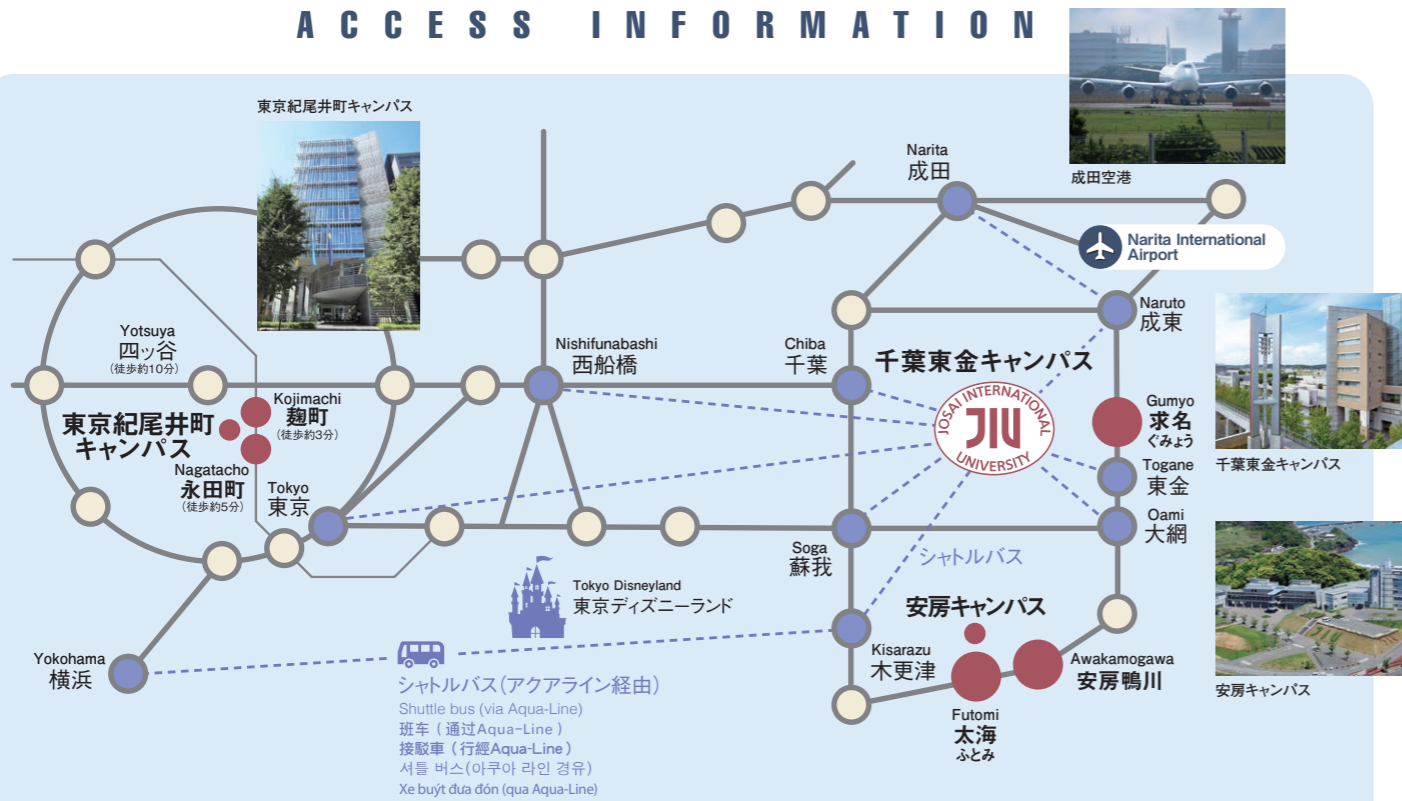 ACCESS INFORMATION
東京紀尾井町キャンパス
Narita
成田
成田空港
Narita International
Airport
Yotsuya
四ッ谷
(徒歩約10分)
Nishifunabashi
西船橋
Chiba
千葉
千葉東金キャンパス
Naruto
成東
JOSAI INTERNATIONAL
JIU
UNIVERSITY
Kojimachi
麹町
(徒歩約3分)
東京紀尾井町
キャンパス
Nagatacho
永田町
(徒歩約5分)
Tokyo
東京
Gumyo
求名
ぐみょう
Togane
東金
千葉東金キャンパス
Oami
大網
Soga
蘇我
シャトルバス
Tokyo Disneyland
東京ディズニーランド
安房キャンパス
Yokohama
横浜
Kisarazu
木更津
Awakamogawa
安房鴨川
安房キャンパス
Futomi
太海
ふとみ
シャトルバス(アクアライン経由)
Shuttle bus (via Aqua-Line)
班车 ( 通过Aqua-Line )
接駁車 ( 行經Aqua-Line )
셔틀 버스(아쿠아 라인 경유)
Xe buýt đưa đón (qua Aqua-Line)